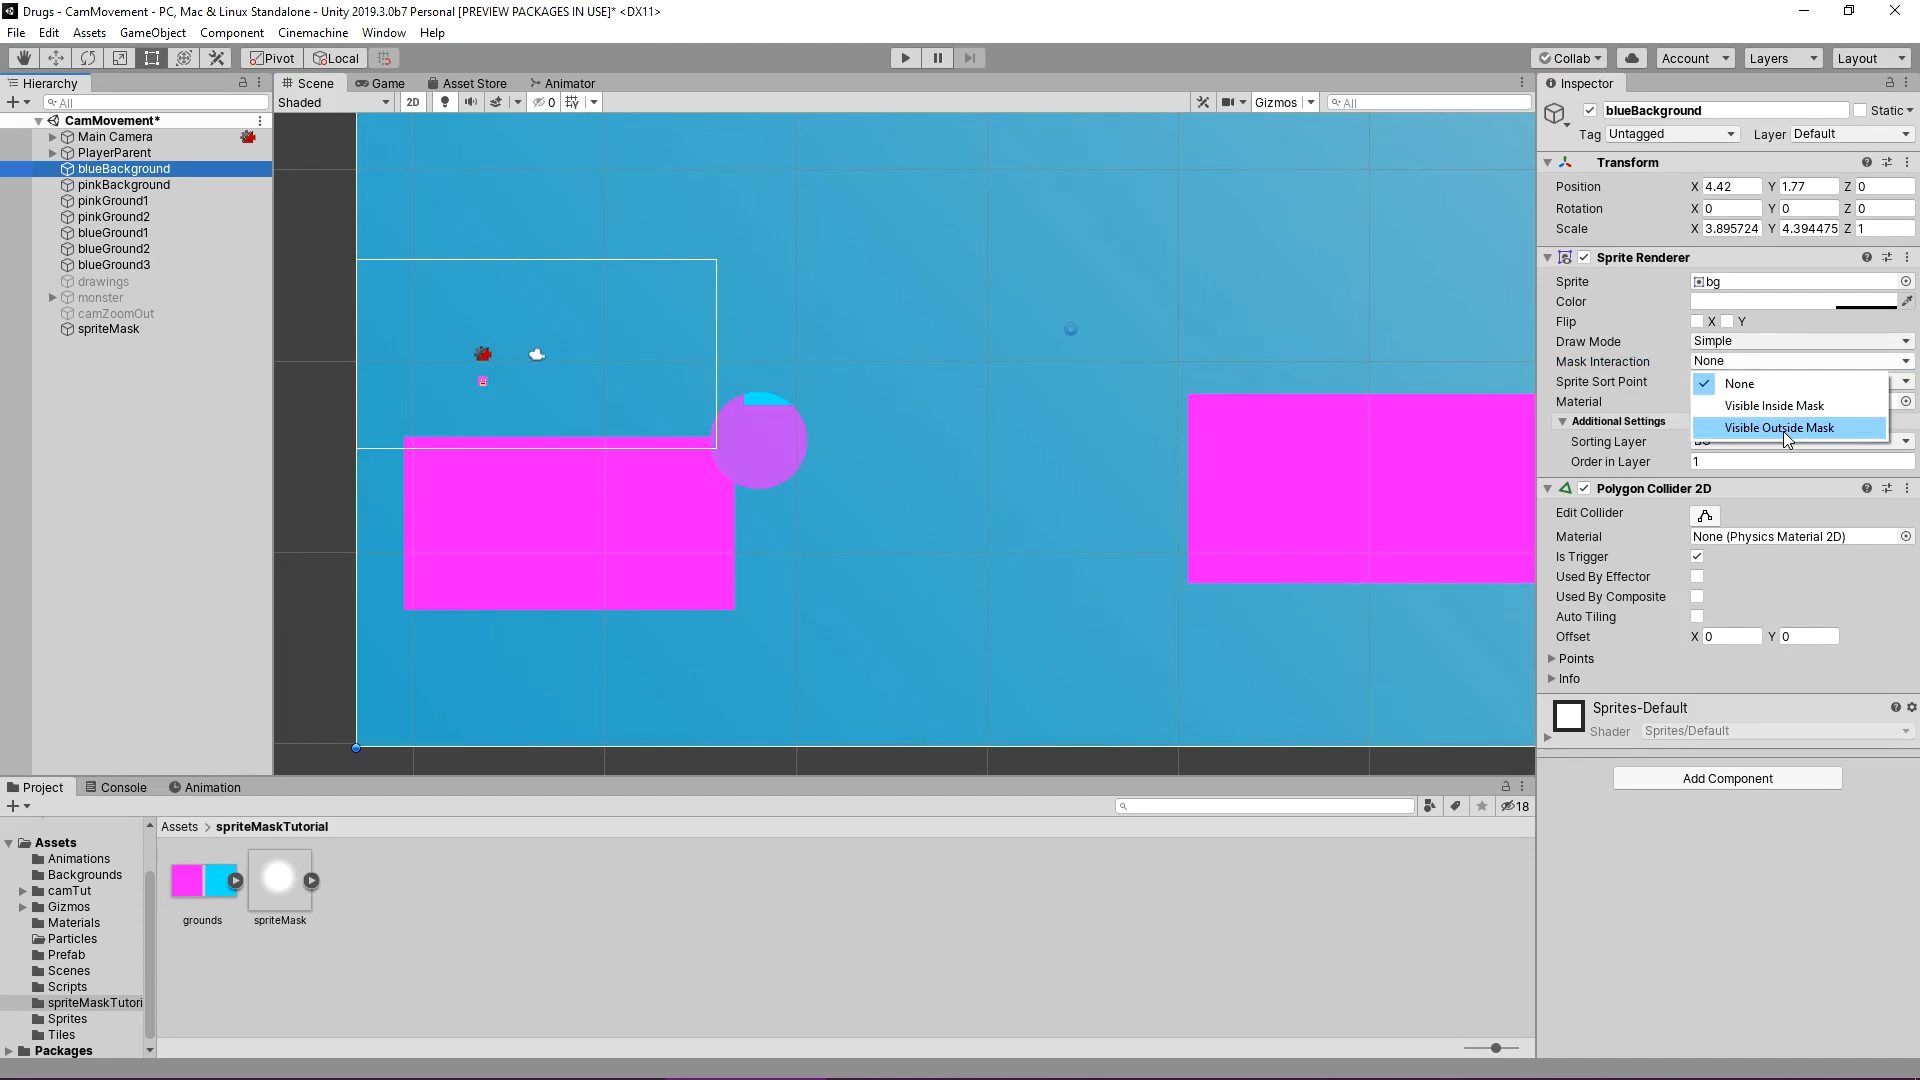 Drugs - CamMovement - PC, Mac & Linux Standalone - Unity 2019.3.0b7 Personal [PREVIEW PACKAGES IN USE]* <DX11>
File Edit Assets GameObject Component Cinemachine Window Help
Pivot Local Collab Account Layers Layout
Hierarchy
All
CamMovement*
Main Camera
PlayerParent
blueBackground
pinkBackground
pinkGround1
pinkGround2
blueGround1
blueGround2
blueGround3
drawings
monster
camZoomOut
spriteMask
Scene Game Asset Store Animator
Shaded 2D 0 Gizmos All
Inspector
blueBackground Static
Tag Untagged Layer Default
Transform
Position X 4.42 Y 1.77 Z 0
Rotation X 0 Y 0 Z 0
Scale X 3.895724 Y 4.394475 Z 1
Sprite Renderer
Sprite bg
Color
Flip X Y
Draw Mode Simple
Mask Interaction None
None
Visible Inside Mask
Visible Outside Mask
Sprite Sort Point
Material
Additional Settings
Sorting Layer
Order in Layer 1
Polygon Collider 2D
Edit Collider
Material None (Physics Material 2D)
Is Trigger
Used By Effector
Used By Composite
Auto Tiling
Offset X 0 Y 0
Points
Info
Sprites-Default
Shader Sprites/Default
Add Component
Project Console Animation
18
Assets
Animations
Backgrounds
camTut
Gizmos
Materials
Particles
Prefab
Scenes
Scripts
spriteMaskTutori
Sprites
Tiles
Packages
Assets > spriteMaskTutorial
grounds spriteMask